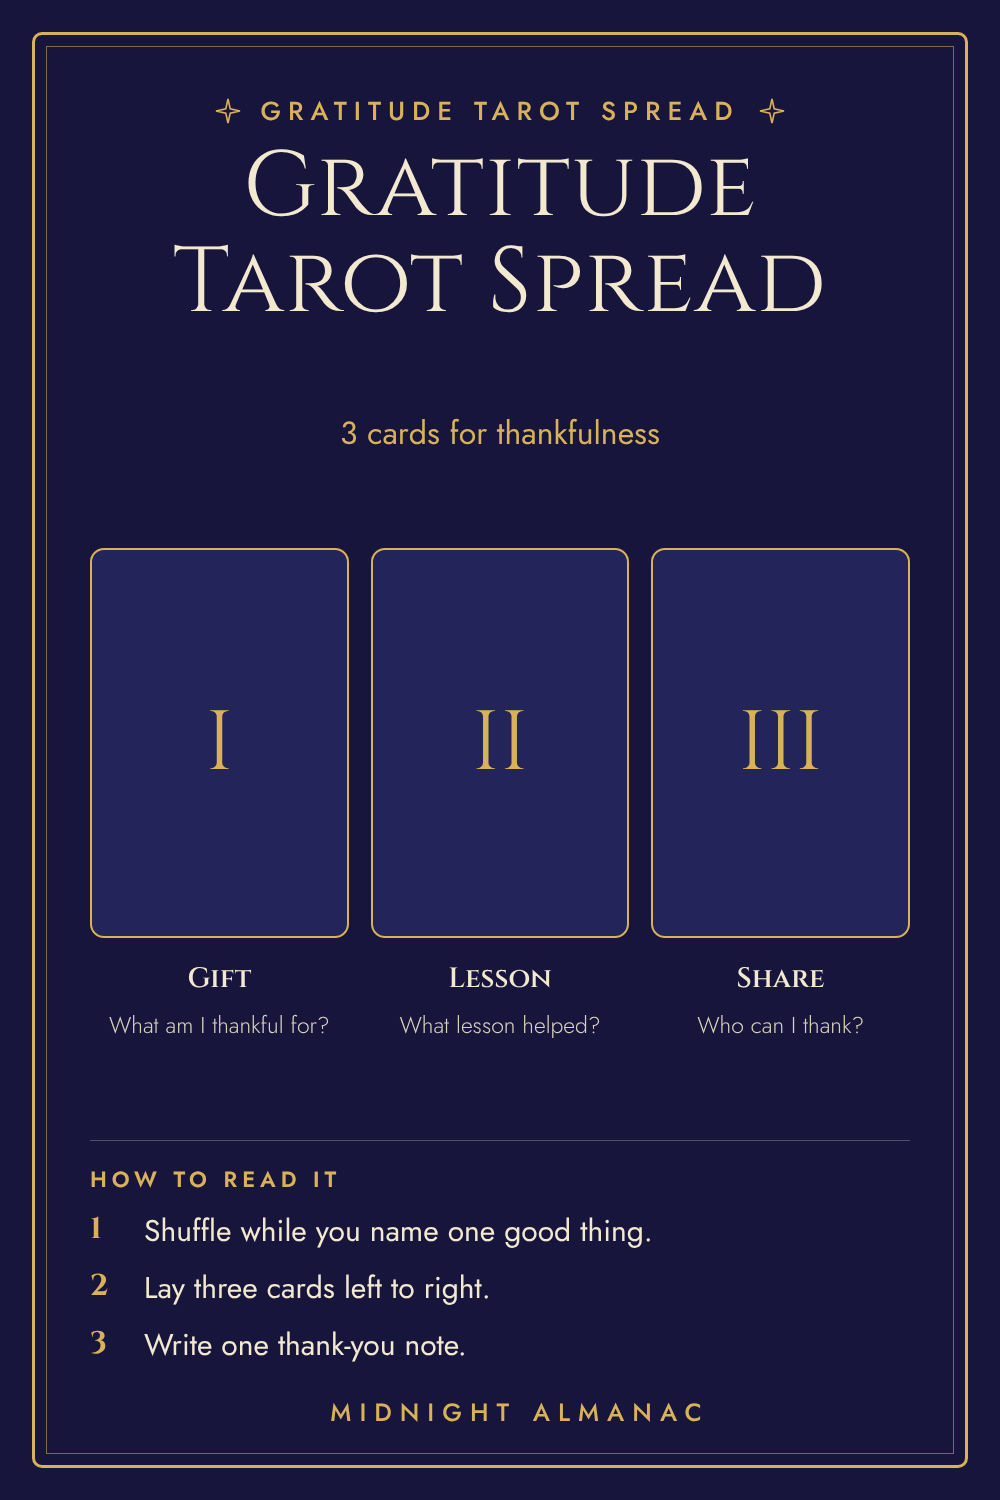 GRATITUDE TAROT SPREAD
Gratitude
Tarot Spread
3 cards for thankfulness
I II III
Gift Lesson Share
What am I thankful for? What lesson helped? Who can I thank?
HOW TO READ IT
1 Shuffle while you name one good thing.
2 Lay three cards left to right.
3 Write one thank-you note.
MIDNIGHT ALMANAC